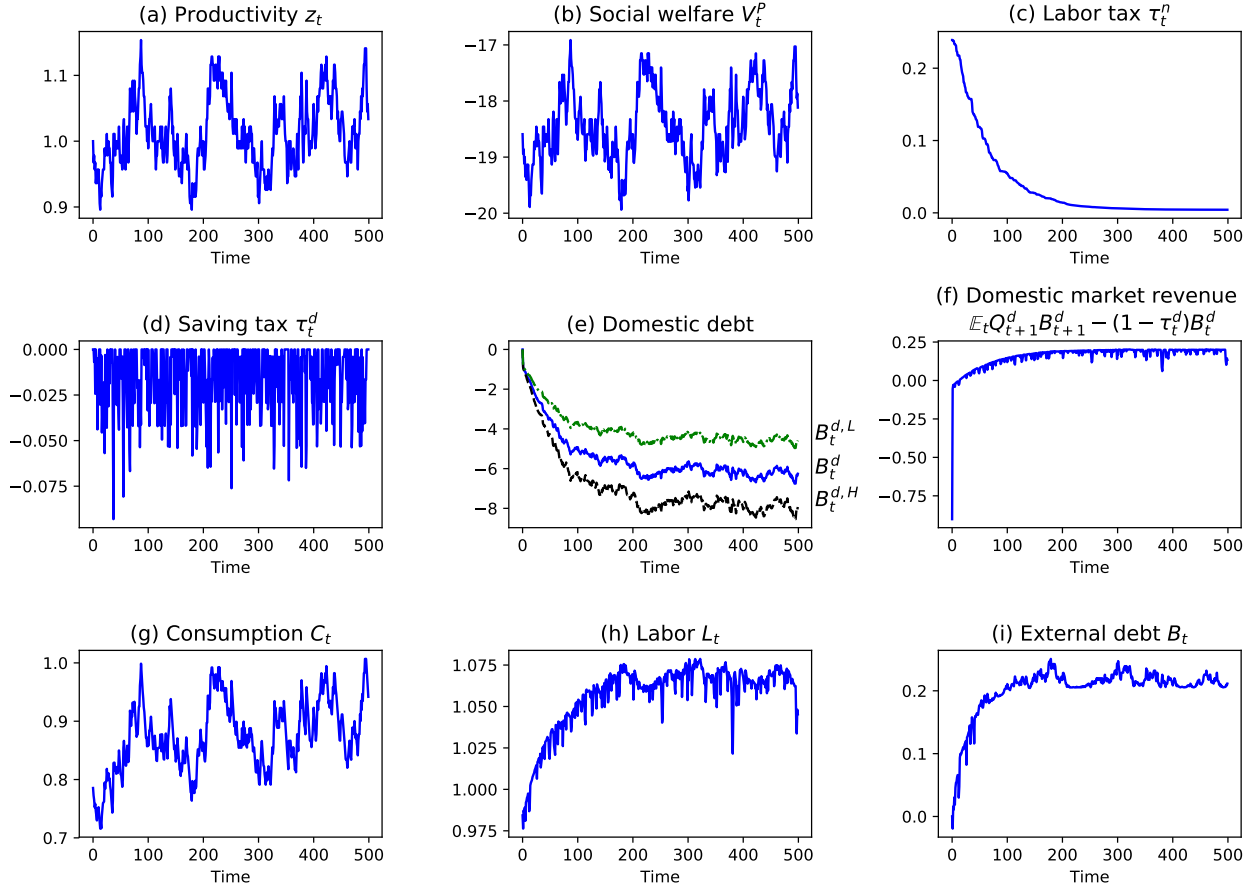 (a) Productivity $z_t$
1.1
1.0
0.9
0 100 200 300 400 500
Time
(b) Social welfare $V_t^P$
−17
−18
−19
−20
0 100 200 300 400 500
Time
(c) Labor tax $\tau_t^n$
0.2
0.1
0.0
0 100 200 300 400 500
Time
(d) Saving tax $\tau_t^d$
0.000
−0.025
−0.050
−0.075
0 100 200 300 400 500
Time
(e) Domestic debt
0
−2
−4
−6
−8
$B_t^{d,L}$
$B_t^d$
$B_t^{d,H}$
0 100 200 300 400 500
Time
(f) Domestic market revenue
$\mathbb{E}_t Q_{t+1}^d B_{t+1}^d - (1 - \tau_t^d) B_t^d$
0.25
0.00
−0.25
−0.50
−0.75
0 100 200 300 400 500
Time
(g) Consumption $C_t$
1.0
0.9
0.8
0.7
0 100 200 300 400 500
Time
(h) Labor $L_t$
1.075
1.050
1.025
1.000
0.975
0 100 200 300 400 500
Time
(i) External debt $B_t$
0.2
0.1
0.0
0 100 200 300 400 500
Time